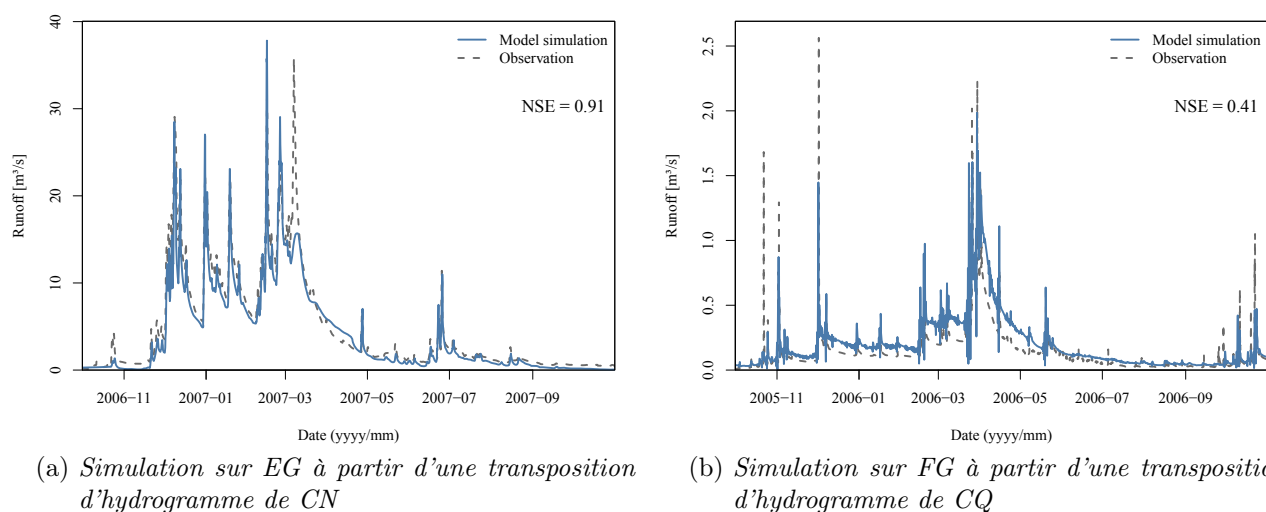 40
30
20
10
0
Runoff [m³/s]
Model simulation
Observation
NSE = 0.91
2006–11
2007–01
2007–03
2007–05
2007–07
2007–09
Date (yyyy/mm)
(a) Simulation sur EG à partir d'une transposition
d'hydrogramme de CN
2.5
2.0
1.5
1.0
0.5
0.0
Runoff [m³/s]
Model simulation
Observation
NSE = 0.41
2005–11
2006–01
2006–03
2006–05
2006–07
2006–09
Date (yyyy/mm)
(b) Simulation sur FG à partir d'une transpositio
d'hydrogramme de CQ